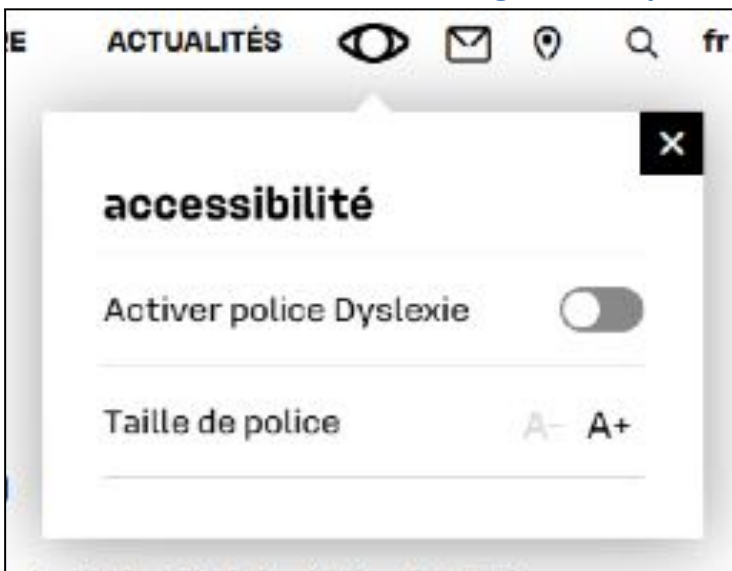 E ACTUALITÉS fr
accessibilité
Activer police Dyslexie
Taille de police A- A+